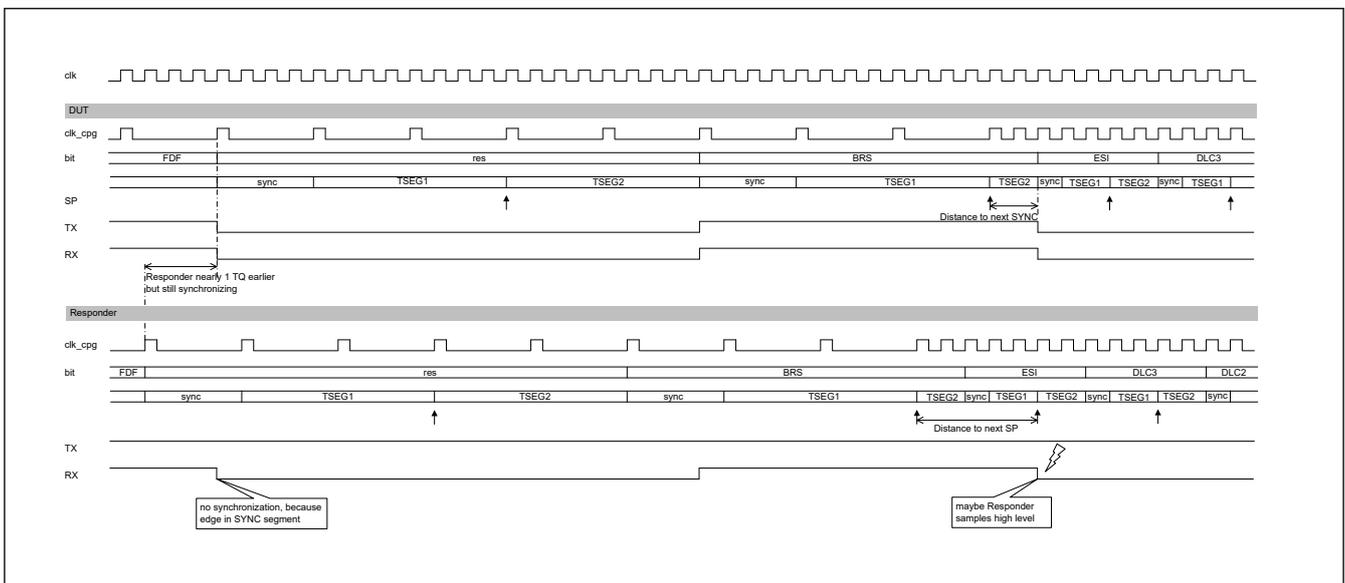 clk
DUT
clk_cpg
bit FDF res BRS ESI DLC3
sync TSEG1 TSEG2 sync TSEG1 TSEG2 sync TSEG1 TSEG2 sync TSEG1
SP
Distance to next SYNC
TX
RX
Responder nearly 1 TQ earlier
but still synchronizing
Responder
clk_cpg
bit FDF res BRS ESI DLC3 DLC2
sync TSEG1 TSEG2 sync TSEG1 TSEG2 sync TSEG1 TSEG2 sync TSEG1 TSEG2 sync
Distance to next SP
TX
RX
no synchronization, because
edge in SYNC segment
maybe Responder
samples high level